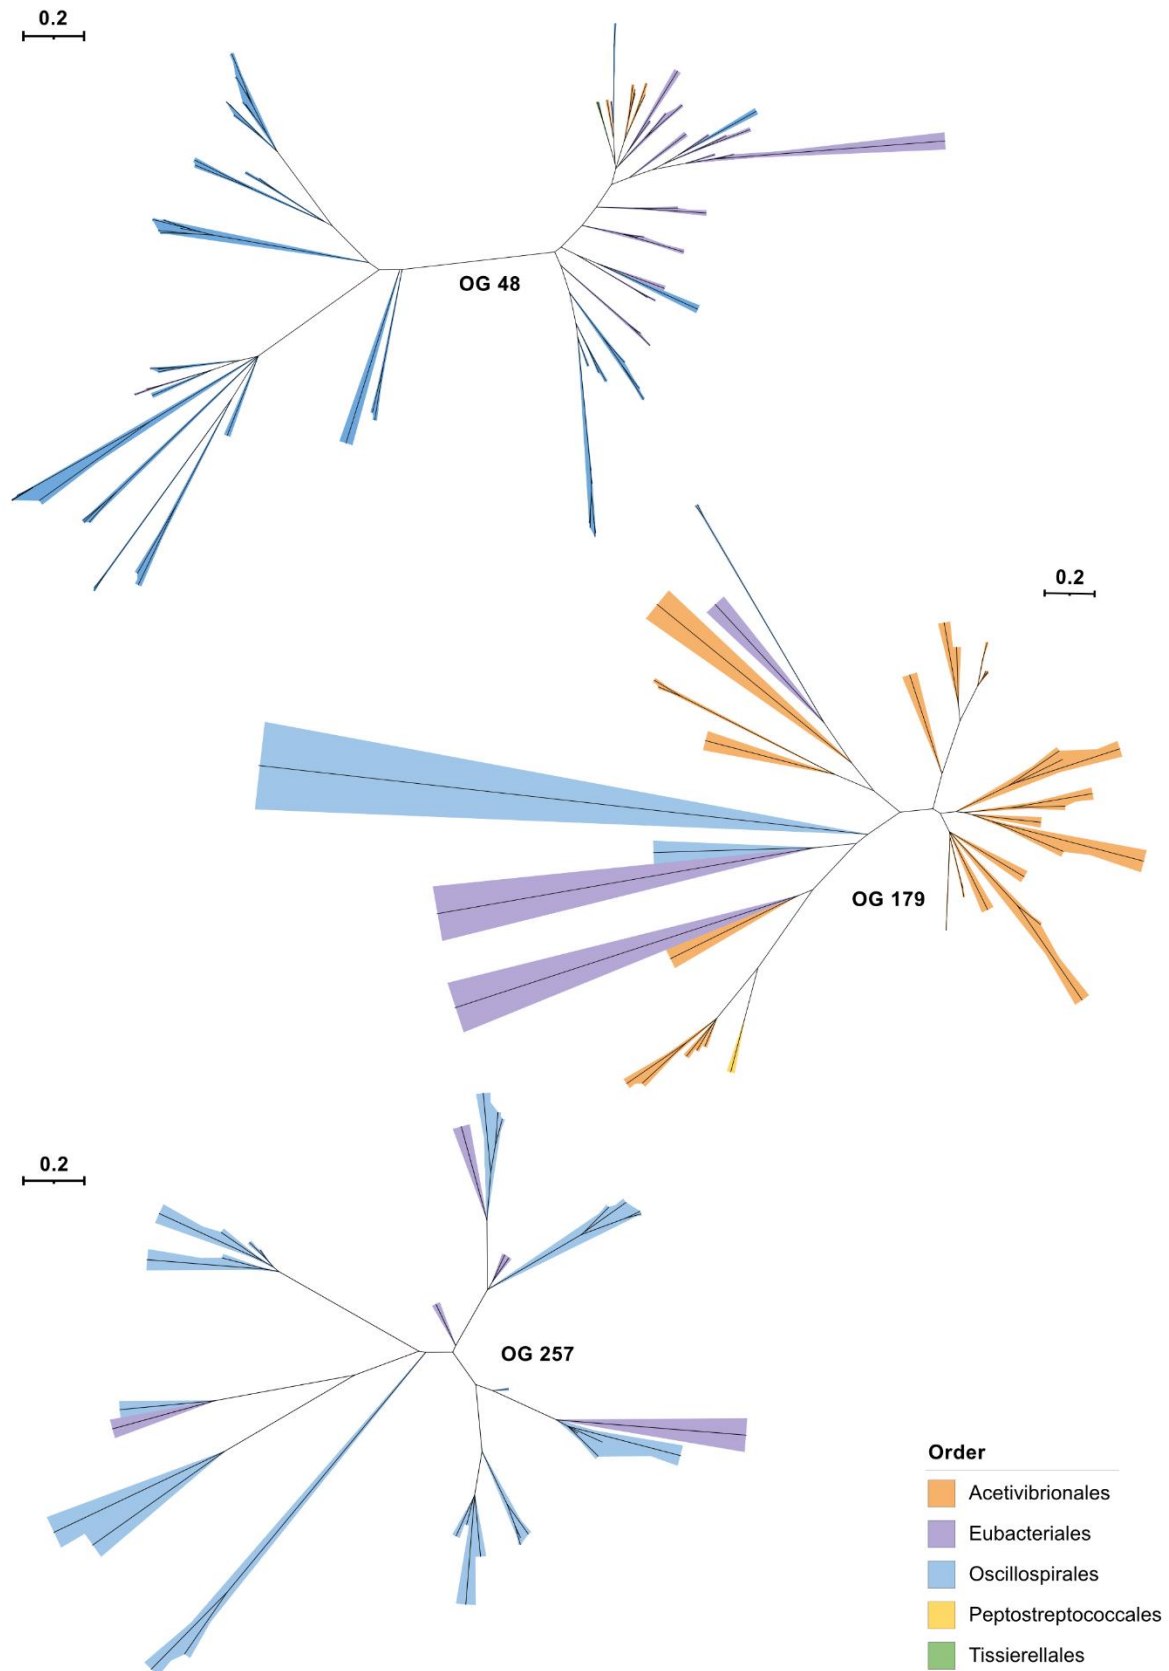 0.2
OG 48
0.2
OG 179
0.2
OG 257
Order
Acetivibrionales
Eubacteriales
Oscillospirales
Peptostreptococcales
Tissierellales